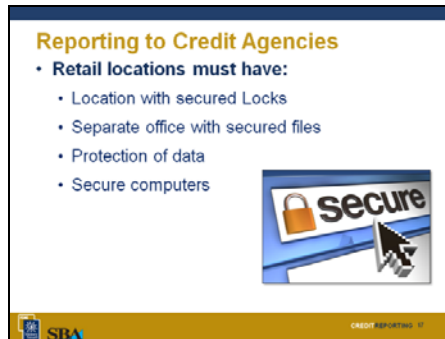 Reporting to Credit Agencies
• Retail locations must have:
• Location with secured Locks
• Separate office with secured files
• Protection of data
• Secure computers
secure
SBA
CREDIT REPORTING 17